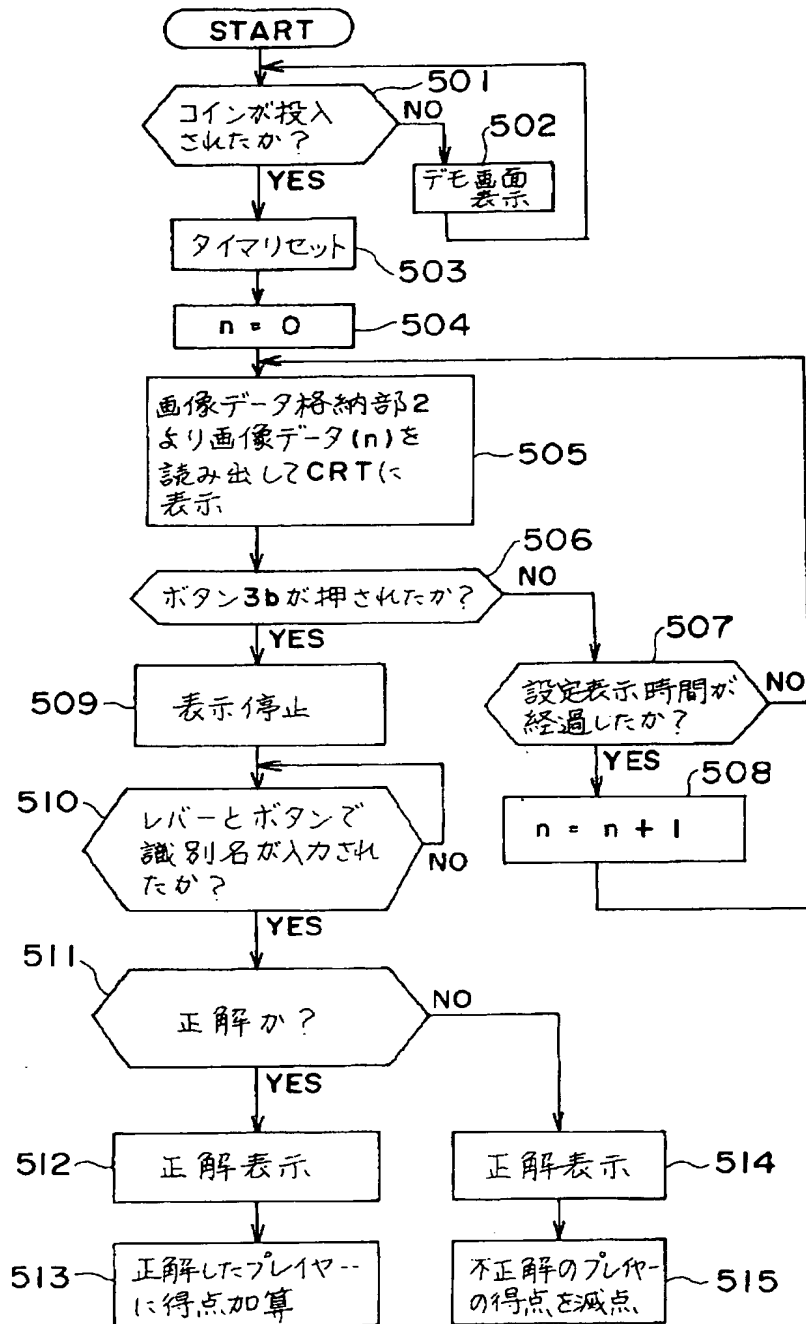 START
501
コインが投入
されたか?
NO
502
デモ画面
表示
YES
タイマリセット
503
n = 0
504
画像データ格納部2
より画像データ(n)を
読み出してCRTに
表示
505
506
ボタン3bが押されたか?
NO
YES
507
設定表示時間が
経過したか?
NO
YES
508
n = n + 1
509
表示停止
510
レバーとボタンで
識別名が入力され
たか?
NO
YES
511
正解か?
NO
YES
512
正解表示
正解表示
514
513
正解したプレイヤー
に得点加算
不正解のプレイヤー
の得点を減点
515